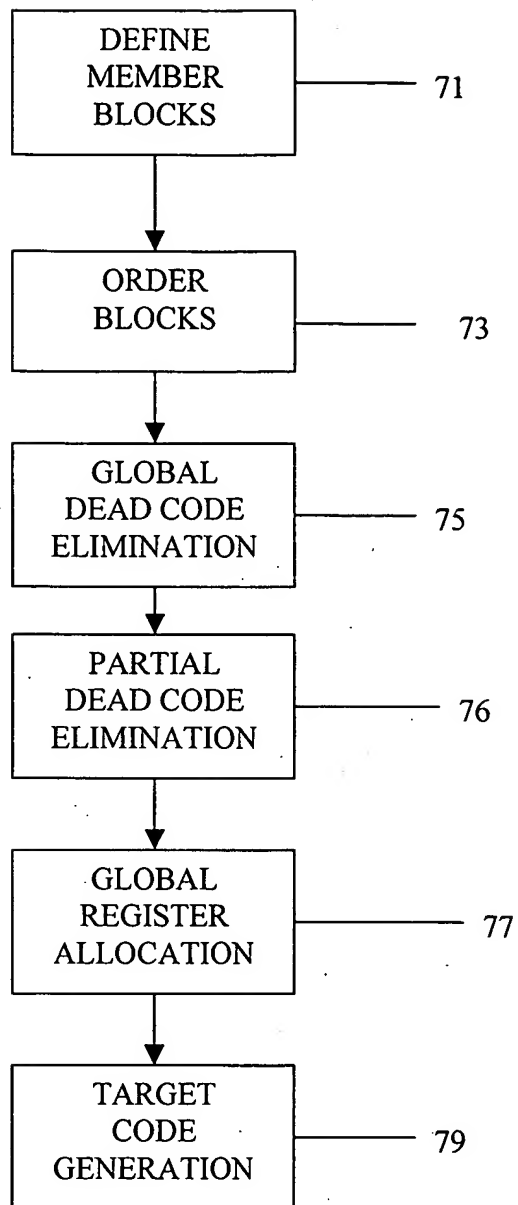 DEFINE
MEMBER
BLOCKS
71
ORDER
BLOCKS
73
GLOBAL
DEAD CODE
ELIMINATION
75
PARTIAL
DEAD CODE
ELIMINATION
76
GLOBAL
REGISTER
ALLOCATION
77
TARGET
CODE
GENERATION
79